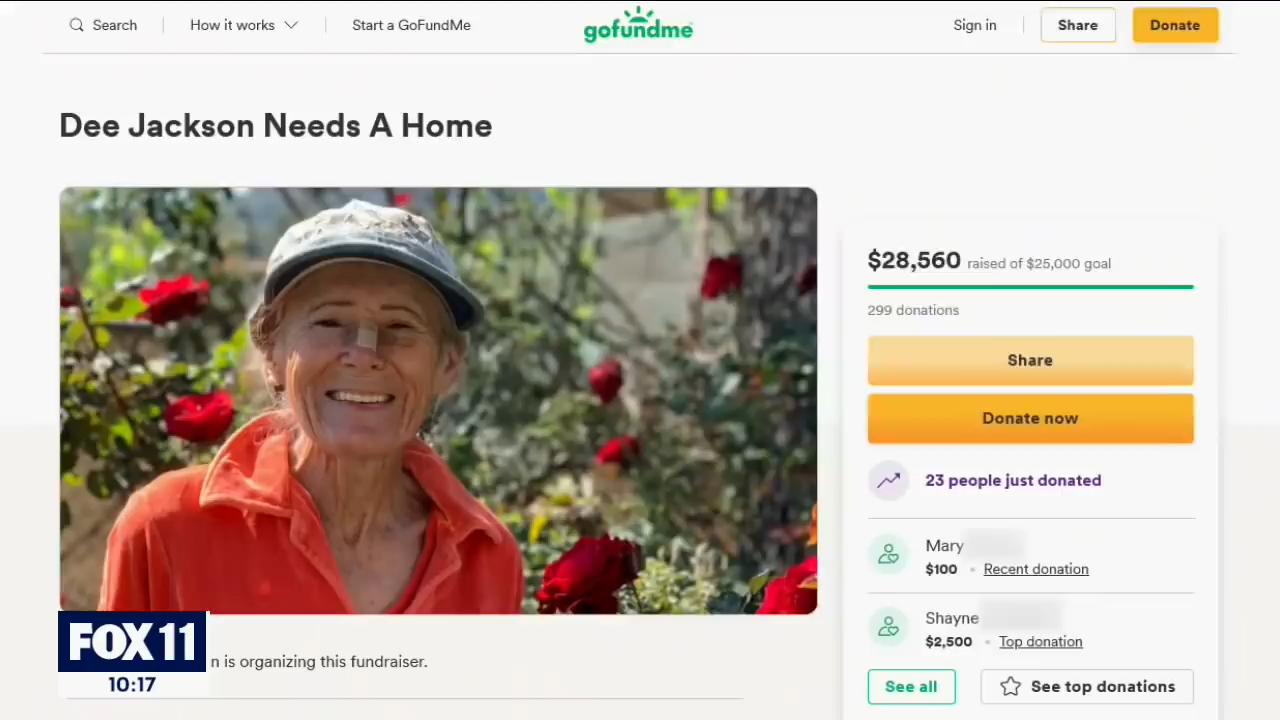 Search
How it works
Start a GoFundMe
gofundme
Sign in
Share
Donate
Dee Jackson Needs A Home
$28,560 raised of $25,000 goal
299 donations
Share
Donate now
23 people just donated
Mary
$100 • Recent donation
Shayne
$2,500 • Top donation
See all
See top donations
n is organizing this fundraiser.
FOX 11
10:17